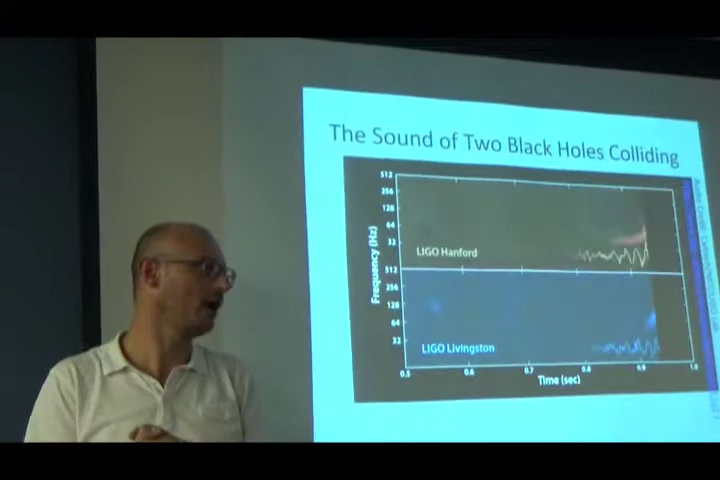 The Sound of Two Black Holes Colliding
512
256
128
64
32
LIGO Hanford
Frequency (Hz)
512
256
128
64
32
LIGO Livingston
0.5 0.6 0.7 0.8 0.9 1.0
Time (sec)